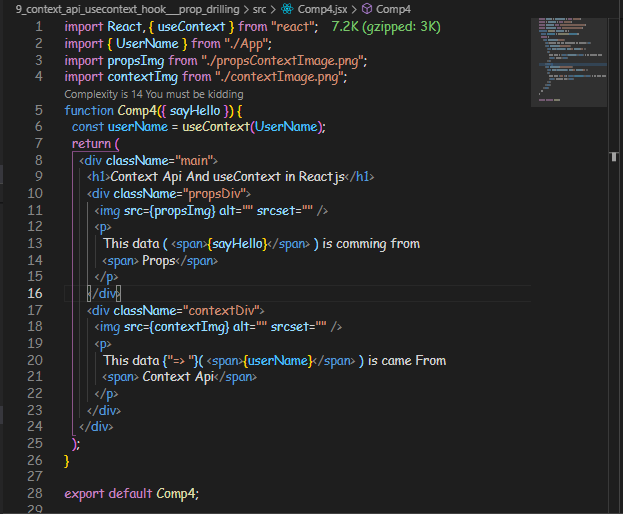 9_context_api_usecontext_hook__prop_drilling > src > Comp4.jsx > Comp4
1 import React, { useContext } from "react"; 7.2K (gzipped: 3K)
2 import { UserName } from "./App";
3 import propsImg from "./propsContextImage.png";
4 import contextImg from "./contextImage.png";
Complexity is 14 You must be kidding
5 function Comp4({ sayHello }) {
6 const userName = useContext(UserName);
7 return (
8 <div className="main">
9 <h1>Context Api And useContext in Reactjs</h1>
10 <div className="propsDiv">
11 <img src={propsImg} alt="" srcset="" />
12 <p>
13 This data ( <span>{sayHello}</span> ) is comming from
14 <span> Props</span>
15 </p>
16 </div>
17 <div className="contextDiv">
18 <img src={contextImg} alt="" srcset="" />
19 <p>
20 This data {"=> "}( <span>{userName}</span> ) is came From
21 <span> Context Api</span>
22 </p>
23 </div>
24 </div>
25 );
26 }
27
28 export default Comp4;